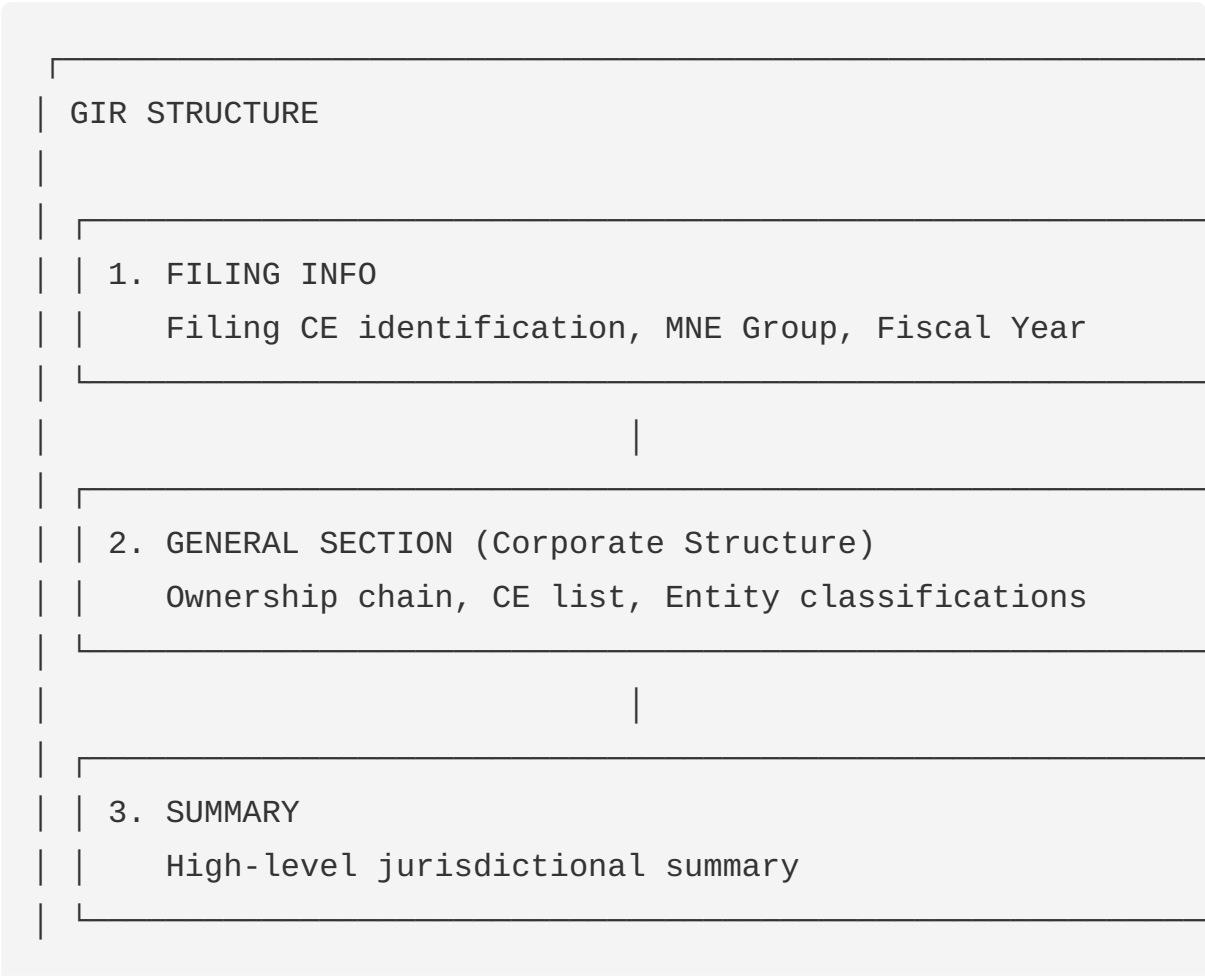 GIR STRUCTURE
1. FILING INFO
Filing CE identification, MNE Group, Fiscal Year
2. GENERAL SECTION (Corporate Structure)
Ownership chain, CE list, Entity classifications
3. SUMMARY
High-level jurisdictional summary